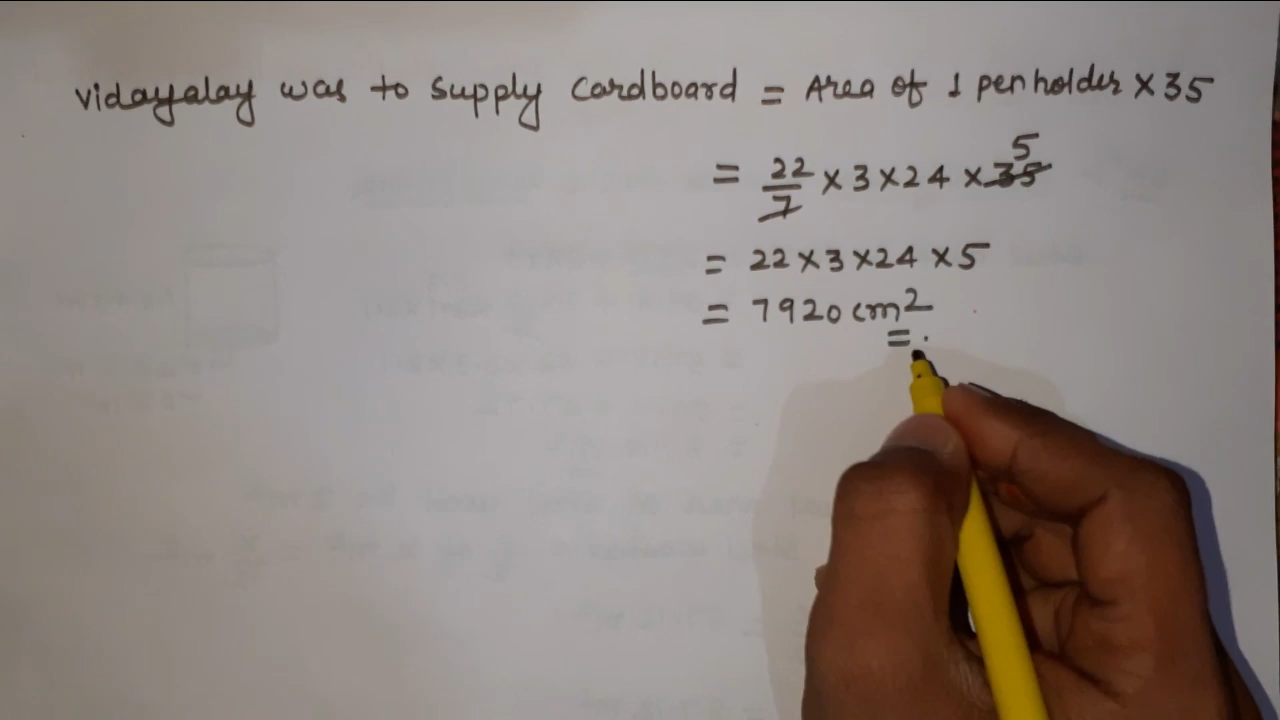 vidayalay was to supply cardboard = Area of 1 penholder × 35
= 22/7 × 3 × 24 × 35 5
= 22 × 3 × 24 × 5
= 7920 cm²